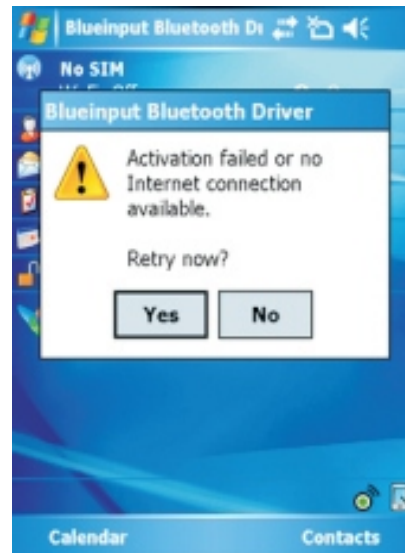 Blueinput Bluetooth Dr
No SIM
Blueinput Bluetooth Driver
Activation failed or no
Internet connection
available.
Retry now?
Yes No
Calendar Contacts